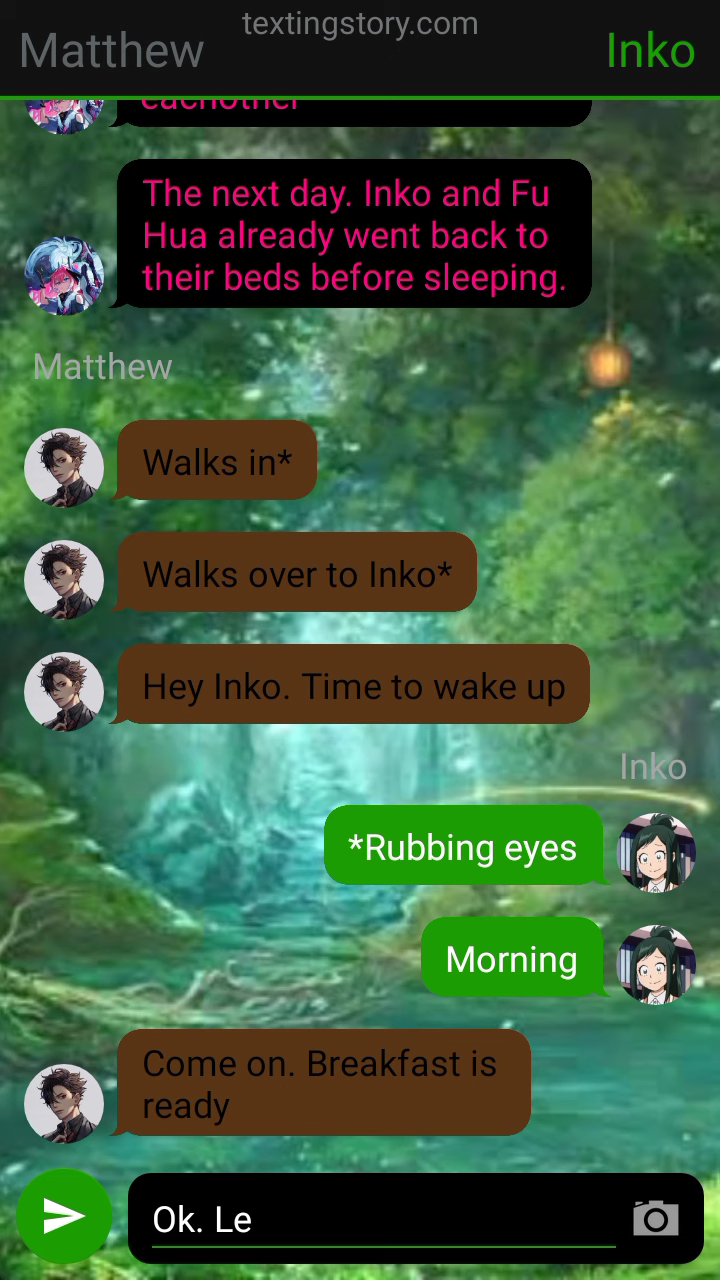 textingstory.com
Matthew
Inko
eachother
The next day. Inko and Fu
Hua already went back to
their beds before sleeping.
Matthew
Walks in*
Walks over to Inko*
Hey Inko. Time to wake up
Inko
*Rubbing eyes
Morning
Come on. Breakfast is
ready
Ok. Le